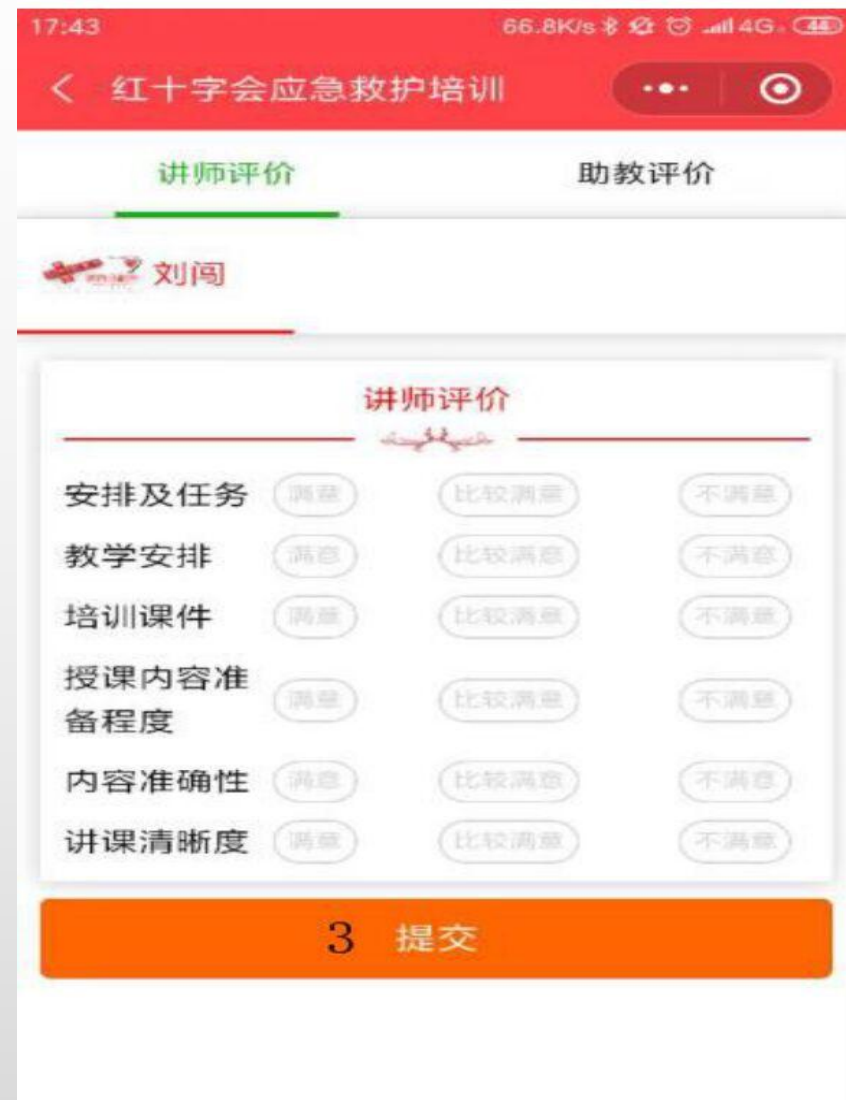 17:43 66.8K/s 4G 44
红十字会应急救护培训
讲师评价 助教评价
刘闯
讲师评价
安排及任务 满意 比较满意 不满意
教学安排 满意 比较满意 不满意
培训课件 满意 比较满意 不满意
授课内容准
备程度 满意 比较满意 不满意
内容准确性 满意 比较满意 不满意
讲课清晰度 满意 比较满意 不满意
3 提交